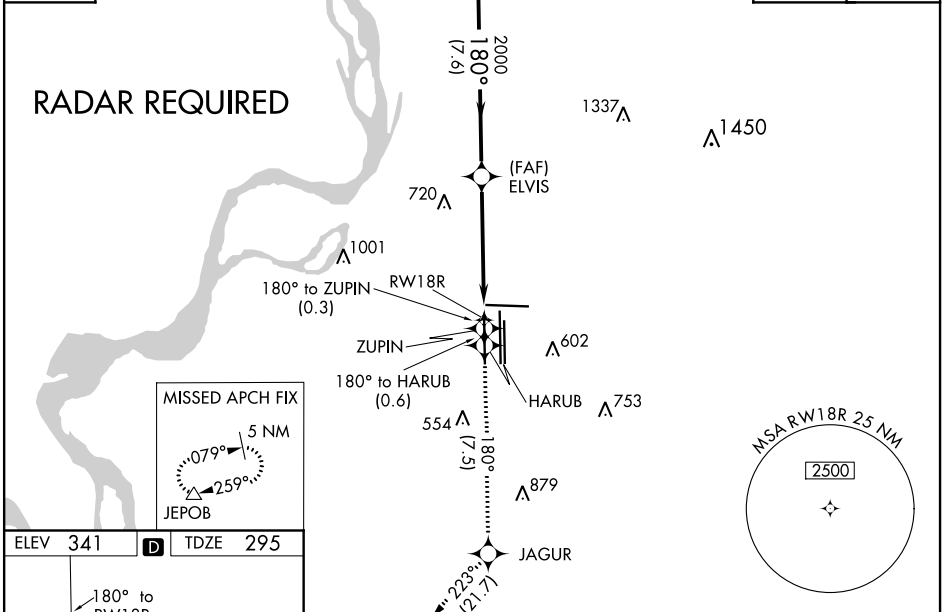 2000
180°
(7.6)
RADAR REQUIRED
1337
1450
(FAF)
ELVIS
720
1001
180° to ZUPIN
(0.3)
RW18R
ZUPIN
602
180° to HARUB
(0.6)
HARUB
753
MISSED APCH FIX
5 NM
079°
259°
JEPOB
554
180°
(7.5)
MSA RW18R 25 NM
2500
879
ELEV 341
D
TDZE 295
JAGUR
223°
(21.7)
180° to
RW18R